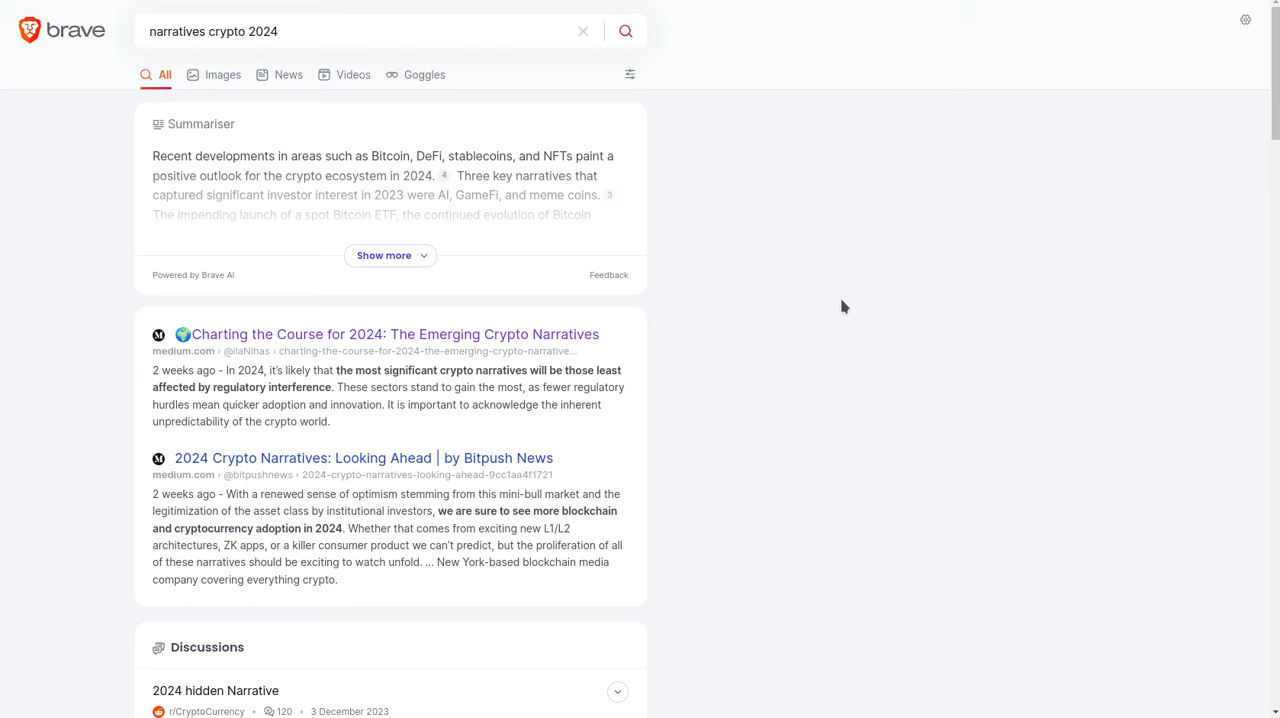 brave
narratives crypto 2024
All Images News Videos Goggles
Summariser
Recent developments in areas such as Bitcoin, DeFi, stablecoins, and NFTs paint a
positive outlook for the crypto ecosystem in 2024. 4 Three key narratives that
captured significant investor interest in 2023 were AI, GameFi, and meme coins. 3
The impending launch of a spot Bitcoin ETF, the continued evolution of Bitcoin
Show more
Powered by Brave AI Feedback
🌍Charting the Course for 2024: The Emerging Crypto Narratives
medium.com › @ilaNihas › charting-the-course-for-2024-the-emerging-crypto-narrative...
2 weeks ago - In 2024, it’s likely that the most significant crypto narratives will be those least
affected by regulatory interference. These sectors stand to gain the most, as fewer regulatory
hurdles mean quicker adoption and innovation. It is important to acknowledge the inherent
unpredictability of the crypto world.
2024 Crypto Narratives: Looking Ahead | by Bitpush News
medium.com › @bitpushnews › 2024-crypto-narratives-looking-ahead-9cc1aa4f1721
2 weeks ago - With a renewed sense of optimism stemming from this mini-bull market and the
legitimization of the asset class by institutional investors, we are sure to see more blockchain
and cryptocurrency adoption in 2024. Whether that comes from exciting new L1/L2
architectures, ZK apps, or a killer consumer product we can’t predict, but the proliferation of all
of these narratives should be exciting to watch unfold. ... New York-based blockchain media
company covering everything crypto.
Discussions
2024 hidden Narrative
r/CryptoCurrency • 120 • 3 December 2023